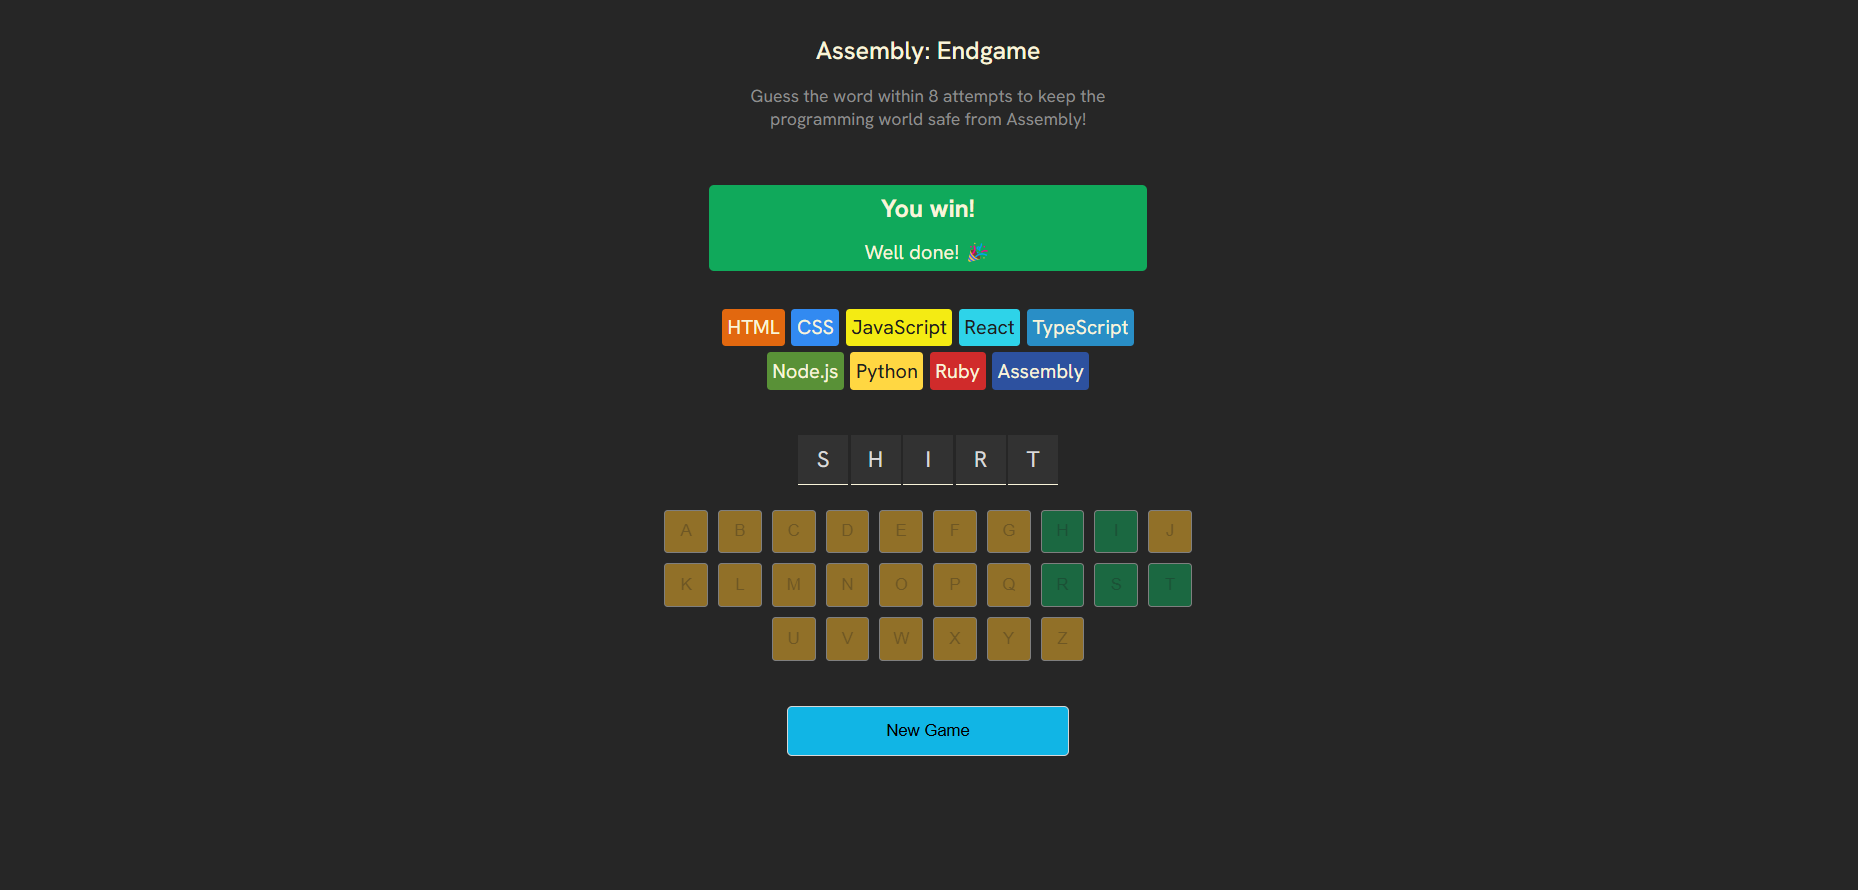 Assembly: Endgame
Guess the word within 8 attempts to keep the
programming world safe from Assembly!
You win!
Well done! 🎉
HTML CSS JavaScript React TypeScript
Node.js Python Ruby Assembly
S H I R T
A B C D E F G H I J
K L M N O P Q R S T
U V W X Y Z
New Game